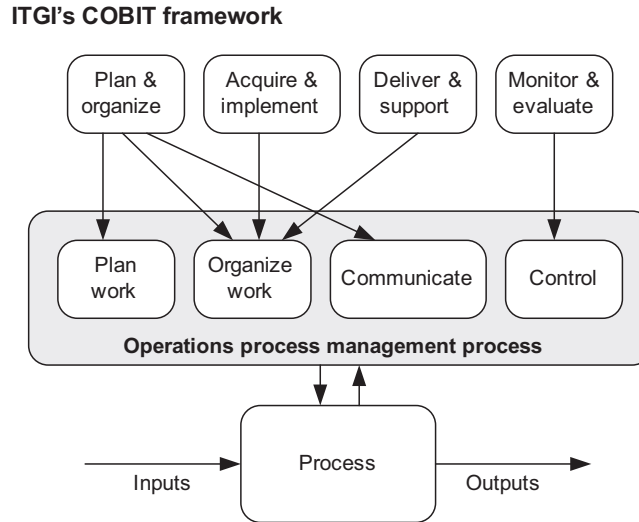 ITGI's COBIT framework
Plan &
organize
Acquire &
implement
Deliver &
support
Monitor &
evaluate
Plan
work
Organize
work
Communicate
Control
Operations process management process
Process
Inputs
Outputs